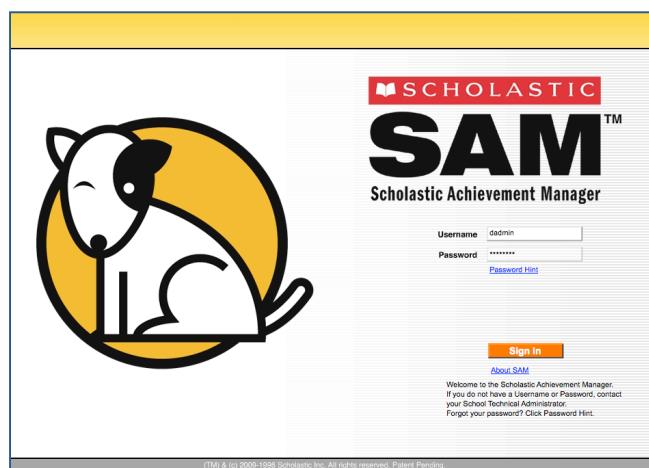 SCHOLASTIC
SAM™
Scholastic Achievement Manager
Username dadmin
Password ********
Password Hint
Sign In
About SAM
Welcome to the Scholastic Achievement Manager.
If you do not have a Username or Password, contact
your School Technical Administrator.
Forgot your password? Click Password Hint.
(TM) & (c) 2009-1996 Scholastic Inc. All rights reserved. Patent Pending.